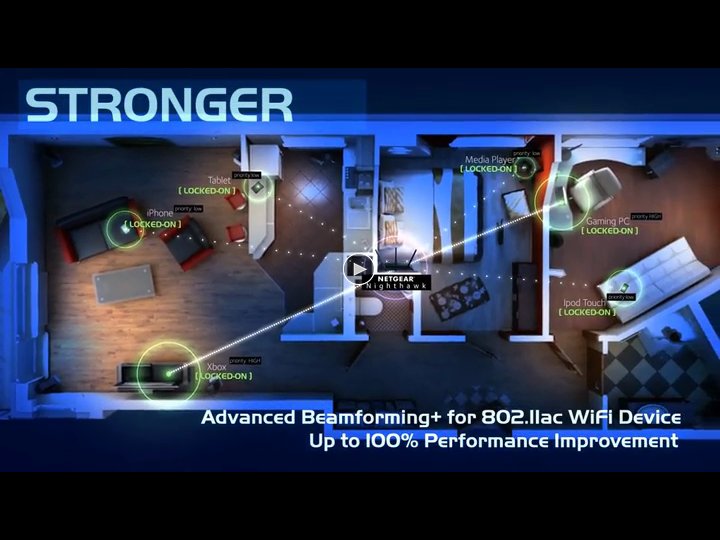 STRONGER
Media Player
priority: low
[ LOCKED-ON ]
Tablet
priority: low
[ LOCKED-ON ]
iPhone
priority: low
[ LOCKED-ON ]
Gaming PC
priority: HIGH
[ LOCKED-ON ]
NETGEAR
Nighthawk
Ipod Touch
priority: low
[ LOCKED-ON ]
Xbox
priority: HIGH
[ LOCKED-ON ]
Advanced Beamforming+ for 802.11ac WiFi Device
Up to 100% Performance Improvement